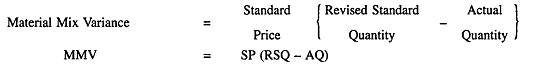 Material Mix Variance = Standard Price { Revised Standard Quantity − Actual Quantity }
MMV = SP (RSQ – AQ)